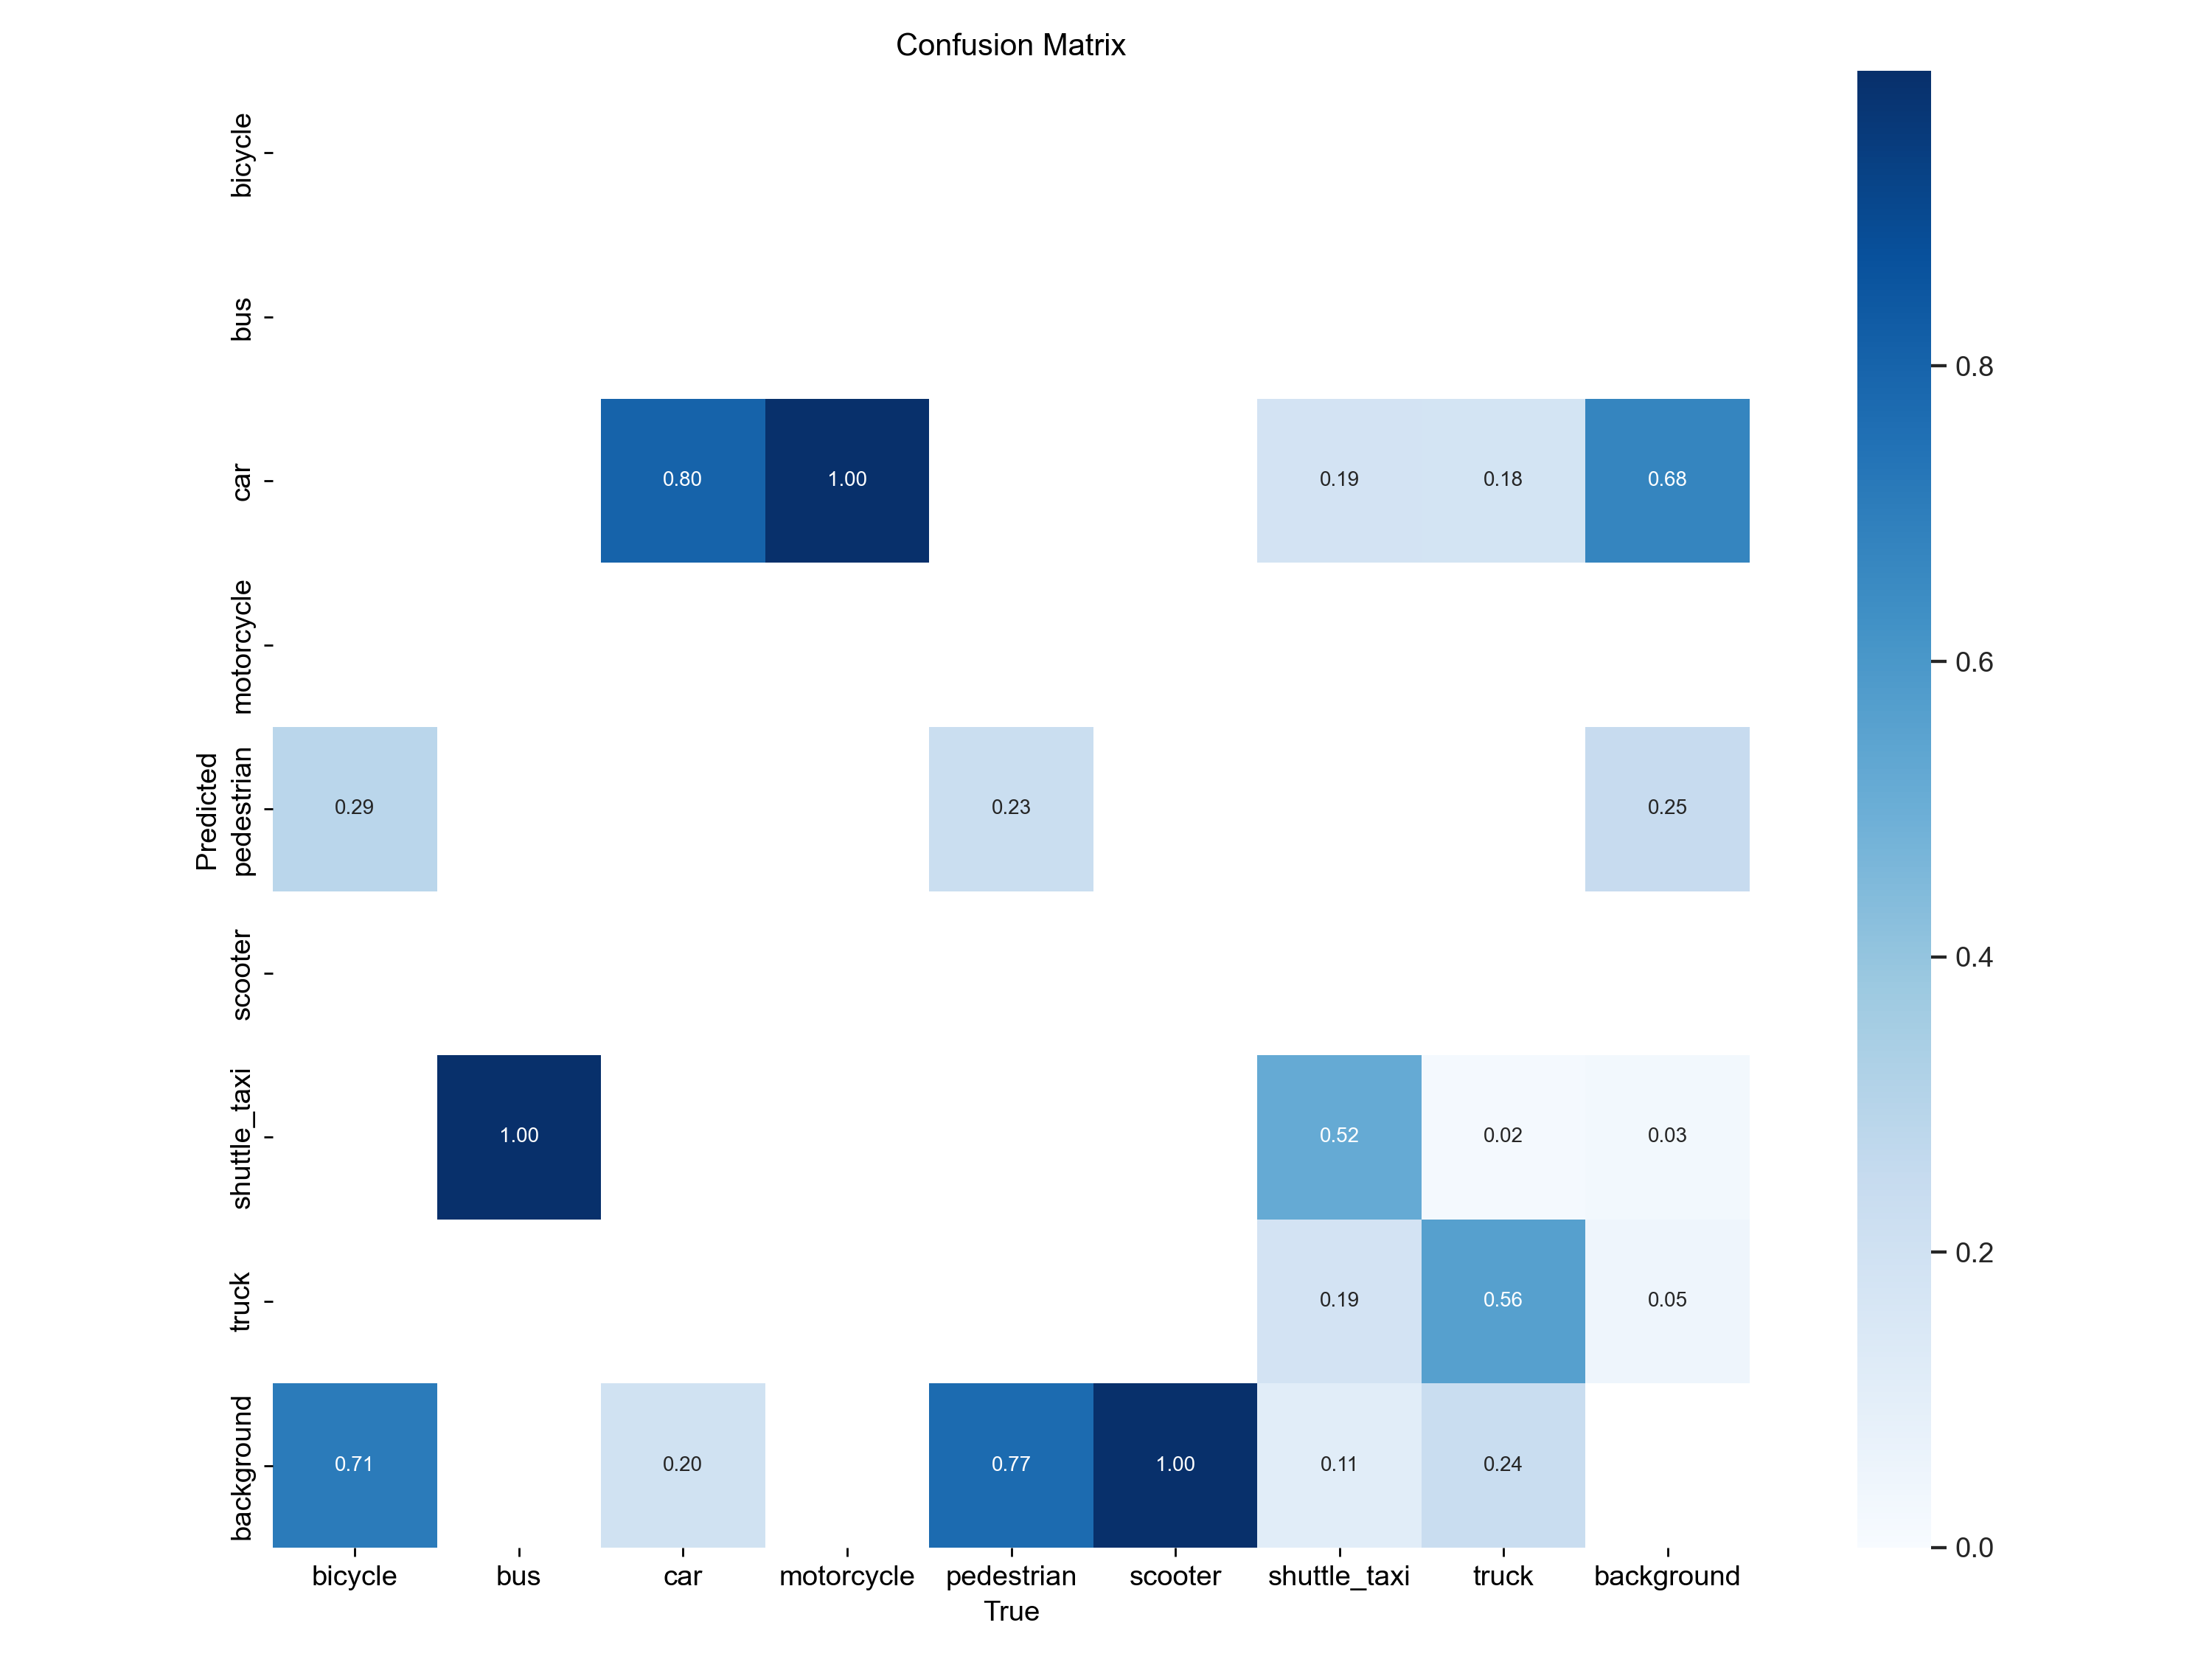 Confusion Matrix
bicycle
bus
car
motorcycle
pedestrian
scooter
shuttle_taxi
truck
background
Predicted
0.80 1.00 0.19 0.18 0.68
0.29 0.23 0.25
1.00 0.52 0.02 0.03
0.19 0.56 0.05
0.71 0.20 0.77 1.00 0.11 0.24
bicycle bus car motorcycle pedestrian scooter shuttle_taxi truck background
True
0.8
0.6
0.4
0.2
0.0